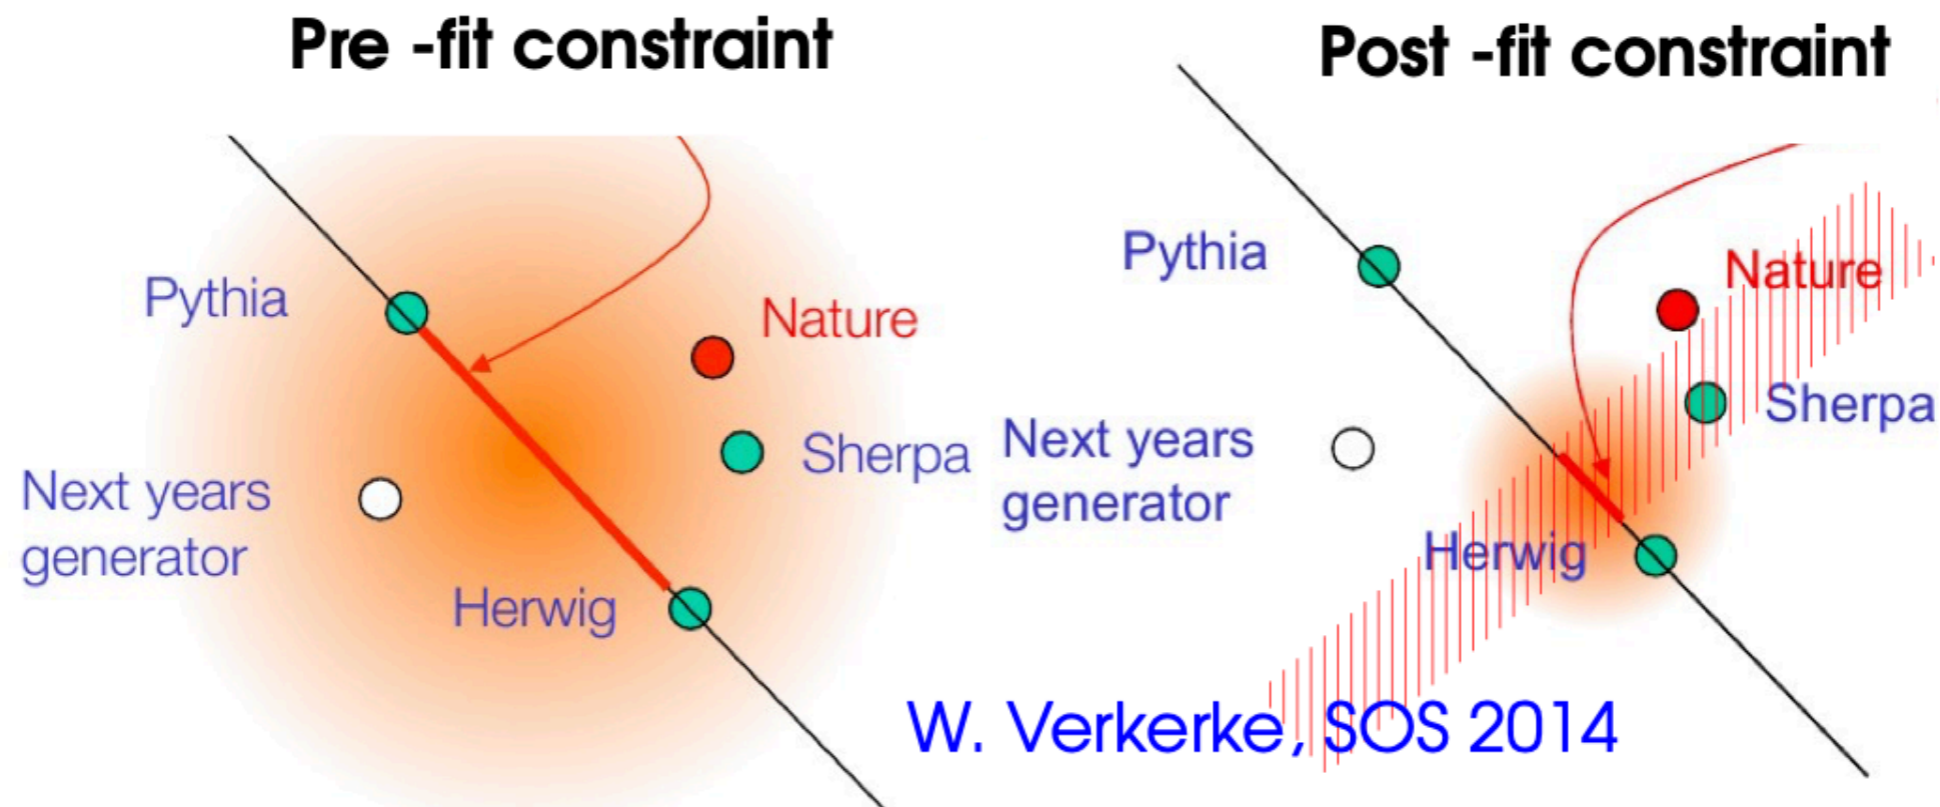 Pre -fit constraint
Pythia
Nature
Sherpa
Next years
generator
Herwig
Post -fit constraint
Pythia
Nature
Sherpa
Next years
generator
Herwig
W. Verkerke, SOS 2014